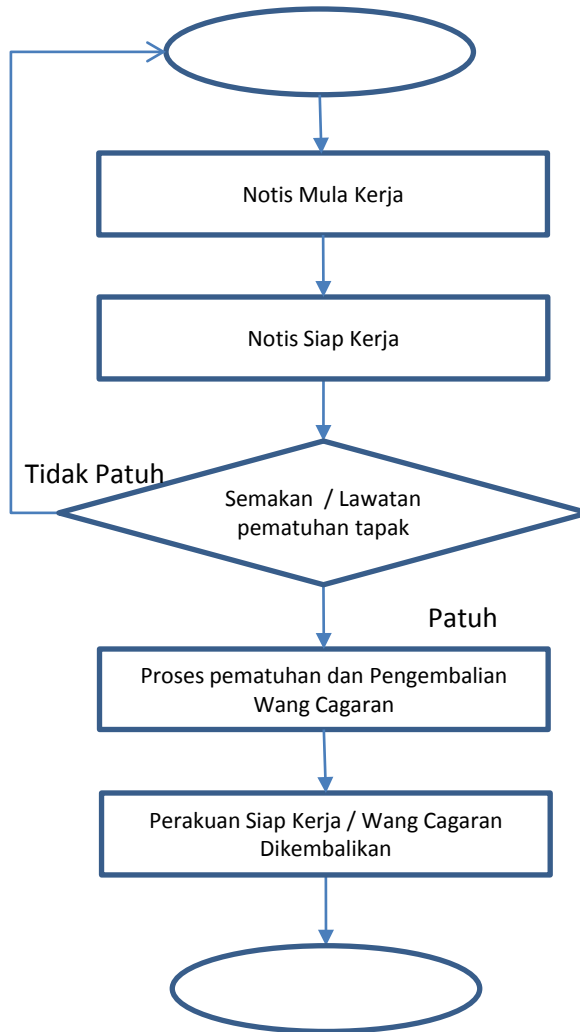 Notis Mula Kerja
Notis Siap Kerja
Tidak Patuh
Semakan / Lawatan
pematuhan tapak
Patuh
Proses pematuhan dan Pengembalian
Wang Cagaran
Perakuan Siap Kerja / Wang Cagaran
Dikembalikan